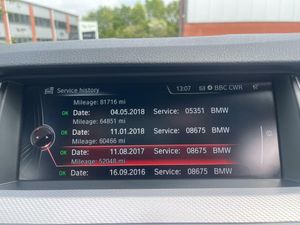 Service history
13:07 BBC CWR
Mileage: 81716 mi
OK Date: 04.05.2018 Service: 05351 BMW
Mileage: 64851 mi
OK Date: 11.01.2018 Service: 08675 BMW
Mileage: 60466 mi
OK Date: 11.08.2017 Service: 08675 BMW
Mileage: 52048 mi
OK Date: 16.09.2016 Service: 08675 BMW